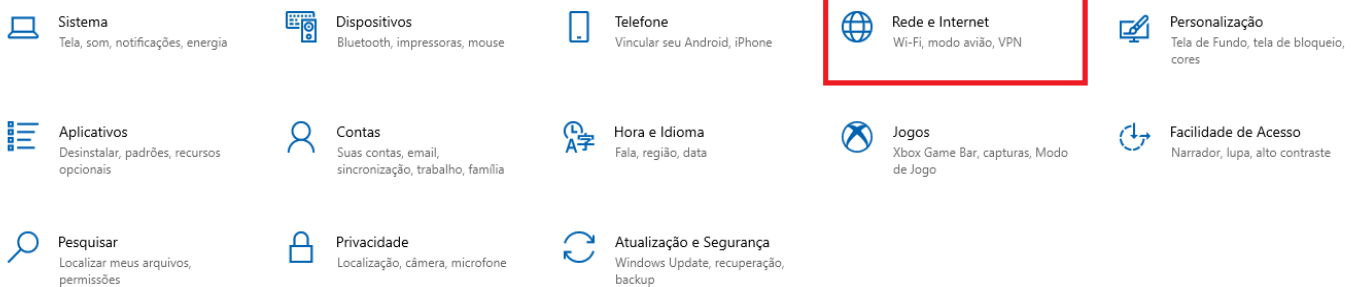 Sistema
Tela, som, notificações, energia
Dispositivos
Bluetooth, impressoras, mouse
Telefone
Vincular seu Android, iPhone
Rede e Internet
Wi-Fi, modo avião, VPN
Personalização
Tela de Fundo, tela de bloqueio,
cores
Aplicativos
Desinstalar, padrões, recursos
opcionais
Contas
Suas contas, email,
sincronização, trabalho, família
Hora e Idioma
Fala, região, data
Jogos
Xbox Game Bar, capturas, Modo
de Jogo
Facilidade de Acesso
Narrador, lupa, alto contraste
Pesquisar
Localizar meus arquivos,
permissões
Privacidade
Localização, câmera, microfone
Atualização e Segurança
Windows Update, recuperação,
backup